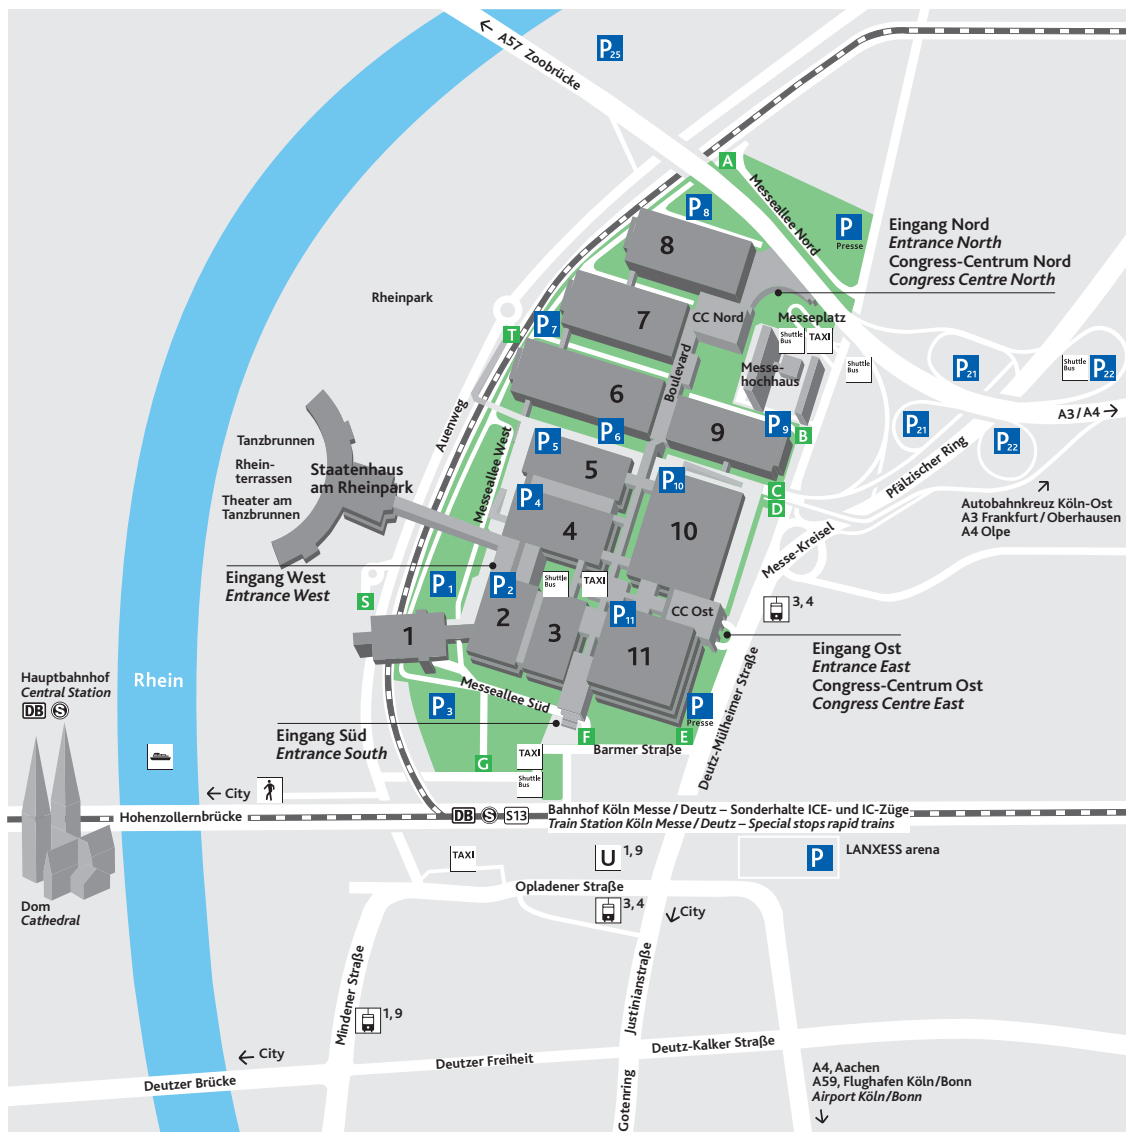 A57 Zoobrücke
P25
A
Messeallee Nord
P8
P
Presse
8
Eingang Nord
Entrance North
Congress-Centrum Nord
Congress Centre North
Rheinpark
T
P7
7
CC Nord
Messeplatz
Shuttle
Bus
TAXI
Shuttle
Bus
P21
Shuttle
Bus
P22
Messe-
hochhaus
Boulevard
6
A3 / A4
Auenweg
P5
P6
9
P9
B
P21
P22
Tanzbrunnen
Rhein-
terrassen
Theater am
Tanzbrunnen
Staatenhaus
am Rheinpark
Messeallee West
5
P10
Pfälzischer Ring
P4
C
D
Autobahnkreuz Köln-Ost
A3 Frankfurt / Oberhausen
A4 Olpe
4
10
Messe-Kreisel
Eingang West
Entrance West
P1
P2
Shuttle
Bus
TAXI
S
P11
CC Ost
3, 4
1
2
3
11
Eingang Ost
Entrance East
Congress-Centrum Ost
Congress Centre East
Hauptbahnhof
Central Station
DB
S
Rhein
Messeallee Süd
P3
P
Presse
Deutz-Mülheimer Straße
Eingang Süd
Entrance South
F
E
G
TAXI
Barmer Straße
Shuttle
Bus
City
Hohenzollernbrücke
DB
S
S13
Bahnhof Köln Messe / Deutz – Sonderhalte ICE- und IC-Züge
Train Station Köln Messe / Deutz – Special stops rapid trains
TAXI
U
1, 9
P
LANXESS arena
Opladener Straße
3, 4
City
Dom
Cathedral
Mindener Straße
1, 9
Justinianstraße
City
Deutzer Brücke
Deutzer Freiheit
Deutz-Kalker Straße
Gotenring
A4, Aachen
A59, Flughafen Köln/Bonn
Airport Köln/Bonn